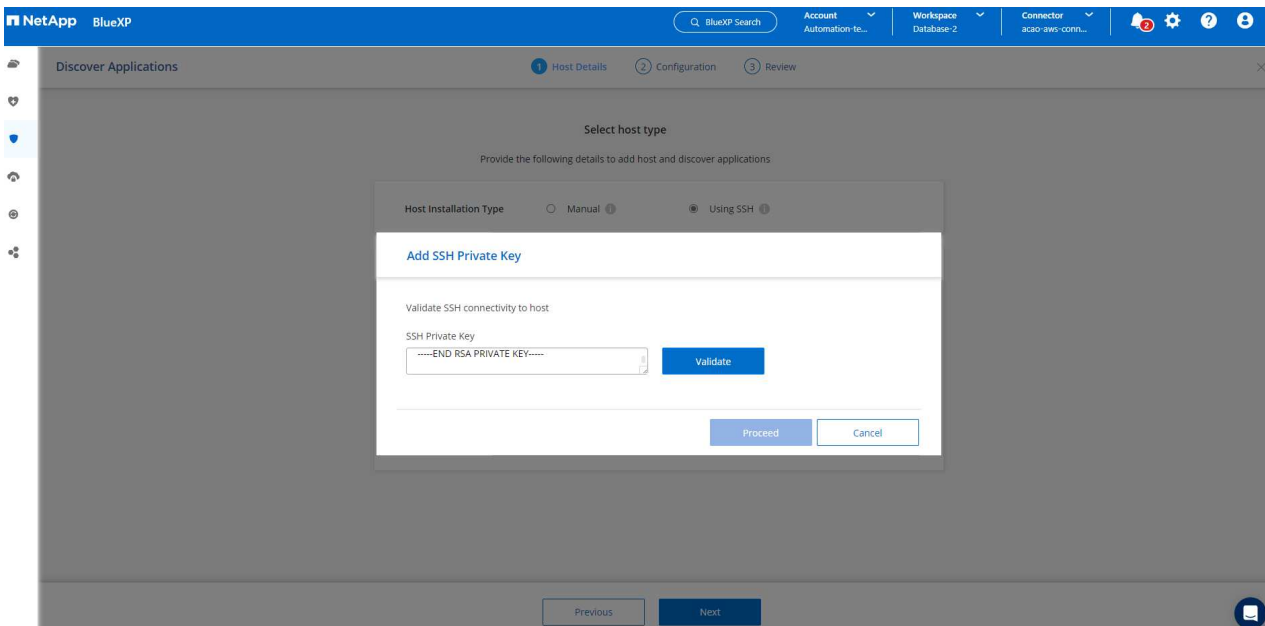 NetApp BlueXP BlueXP Search Account Workspace Connector 2
Automation-te... Database-2 acao-aws-conn...
Discover Applications 1 Host Details 2 Configuration 3 Review
Select host type
Provide the following details to add host and discover applications
Host Installation Type Manual Using SSH
Add SSH Private Key
Validate SSH connectivity to host
SSH Private Key
-----END RSA PRIVATE KEY-----
Validate
Proceed Cancel
Previous Next